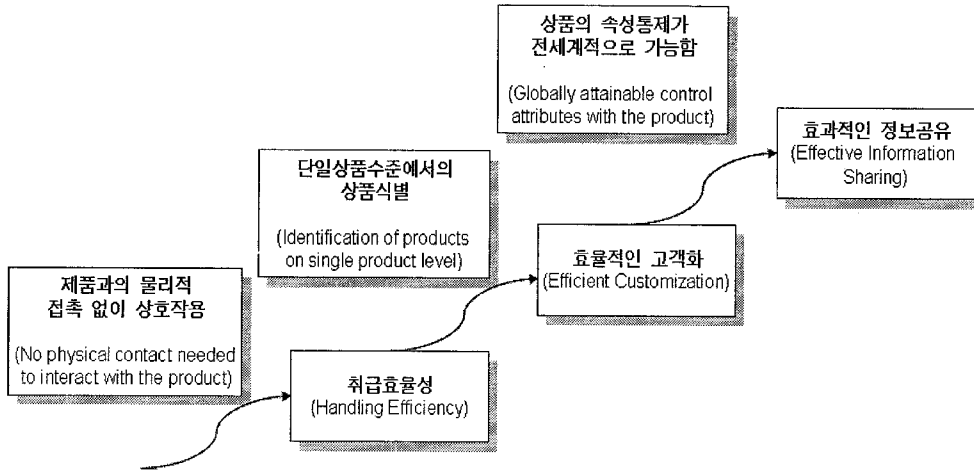 상품의 속성통제가
전세계적으로 가능함
(Globally attainable control
attributes with the product)
효과적인 정보공유
(Effective Information
Sharing)
단일상품수준에서의
상품식별
(Identification of products
on single product level)
효율적인 고객화
(Efficient Customization)
제품과의 물리적
접촉 없이 상호작용
(No physical contact needed
to interact with the product)
취급효율성
(Handling Efficiency)